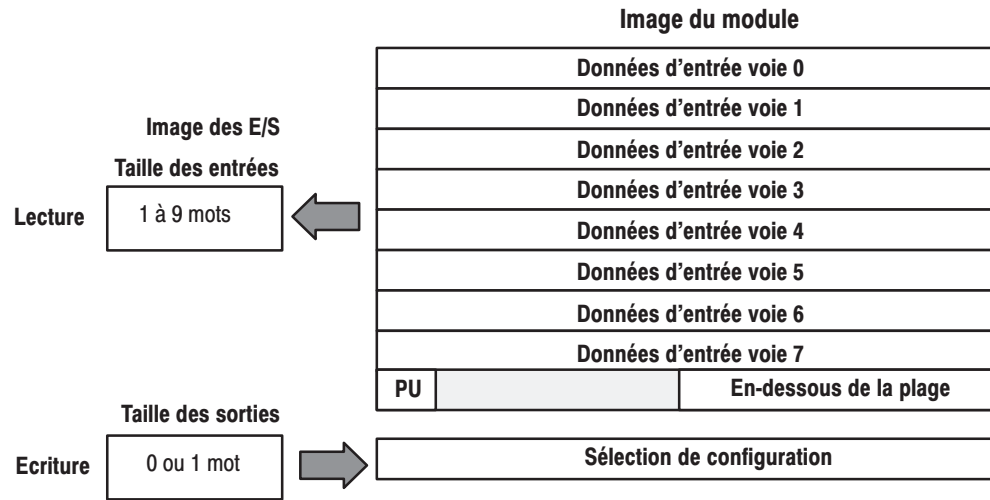 Image du module
Données d'entrée voie 0
Données d'entrée voie 1
Image des E/S
Données d'entrée voie 2
Taille des entrées
Données d'entrée voie 3
Lecture
1 à 9 mots
Données d'entrée voie 4
Données d'entrée voie 5
Données d'entrée voie 6
Données d'entrée voie 7
PU
En-dessous de la plage
Taille des sorties
Ecriture
0 ou 1 mot
Sélection de configuration